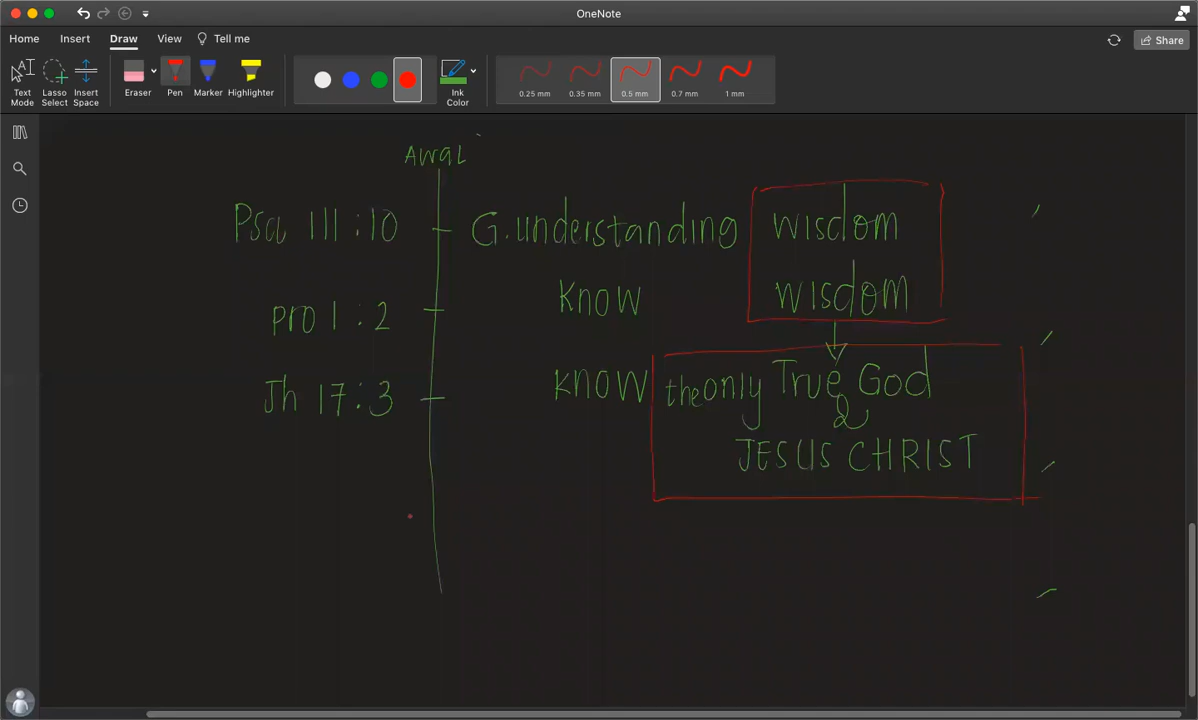 OneNote
Home Insert Draw View Tell me
Share
Text Mode
Lasso Select
Insert Space
Eraser
Pen
Marker
Highlighter
Ink Color
0.25 mm
0.35 mm
0.5 mm
0.7 mm
1 mm
AwaL
Psa 111 : 10 G. understanding wisdom
pro 1 : 2 Know wisdom
Jh 17 : 3 know the only True God
2
JESUS CHRIST